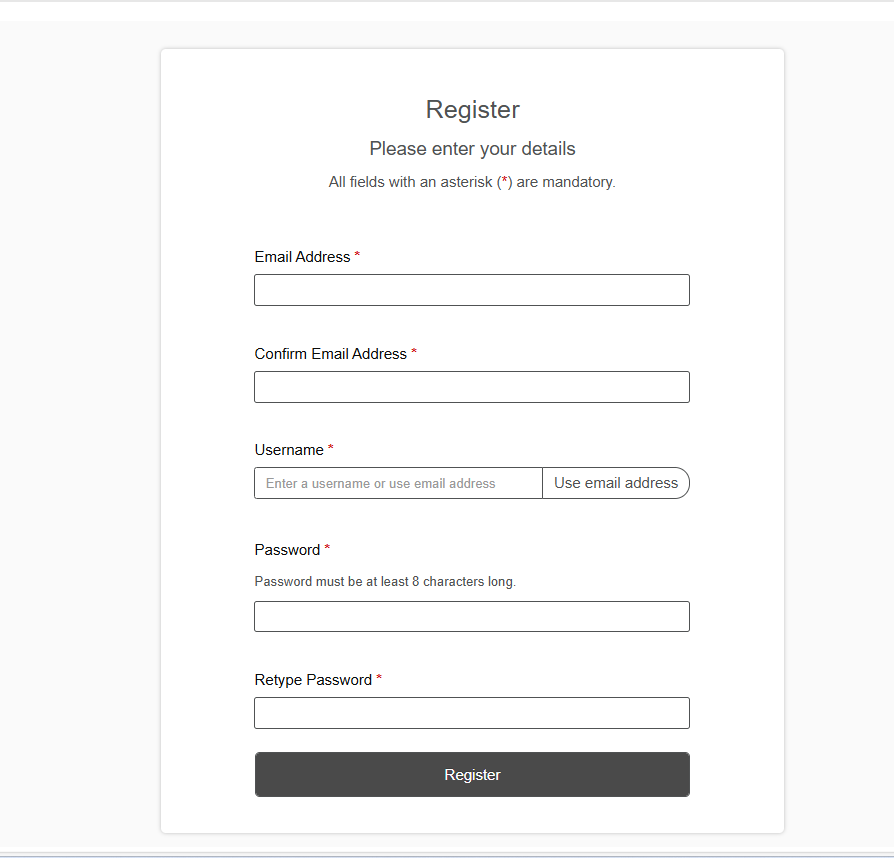 Register
Please enter your details
All fields with an asterisk (*) are mandatory.
Email Address *
Confirm Email Address *
Username *
Enter a username or use email address Use email address
Password *
Password must be at least 8 characters long.
Retype Password *
Register